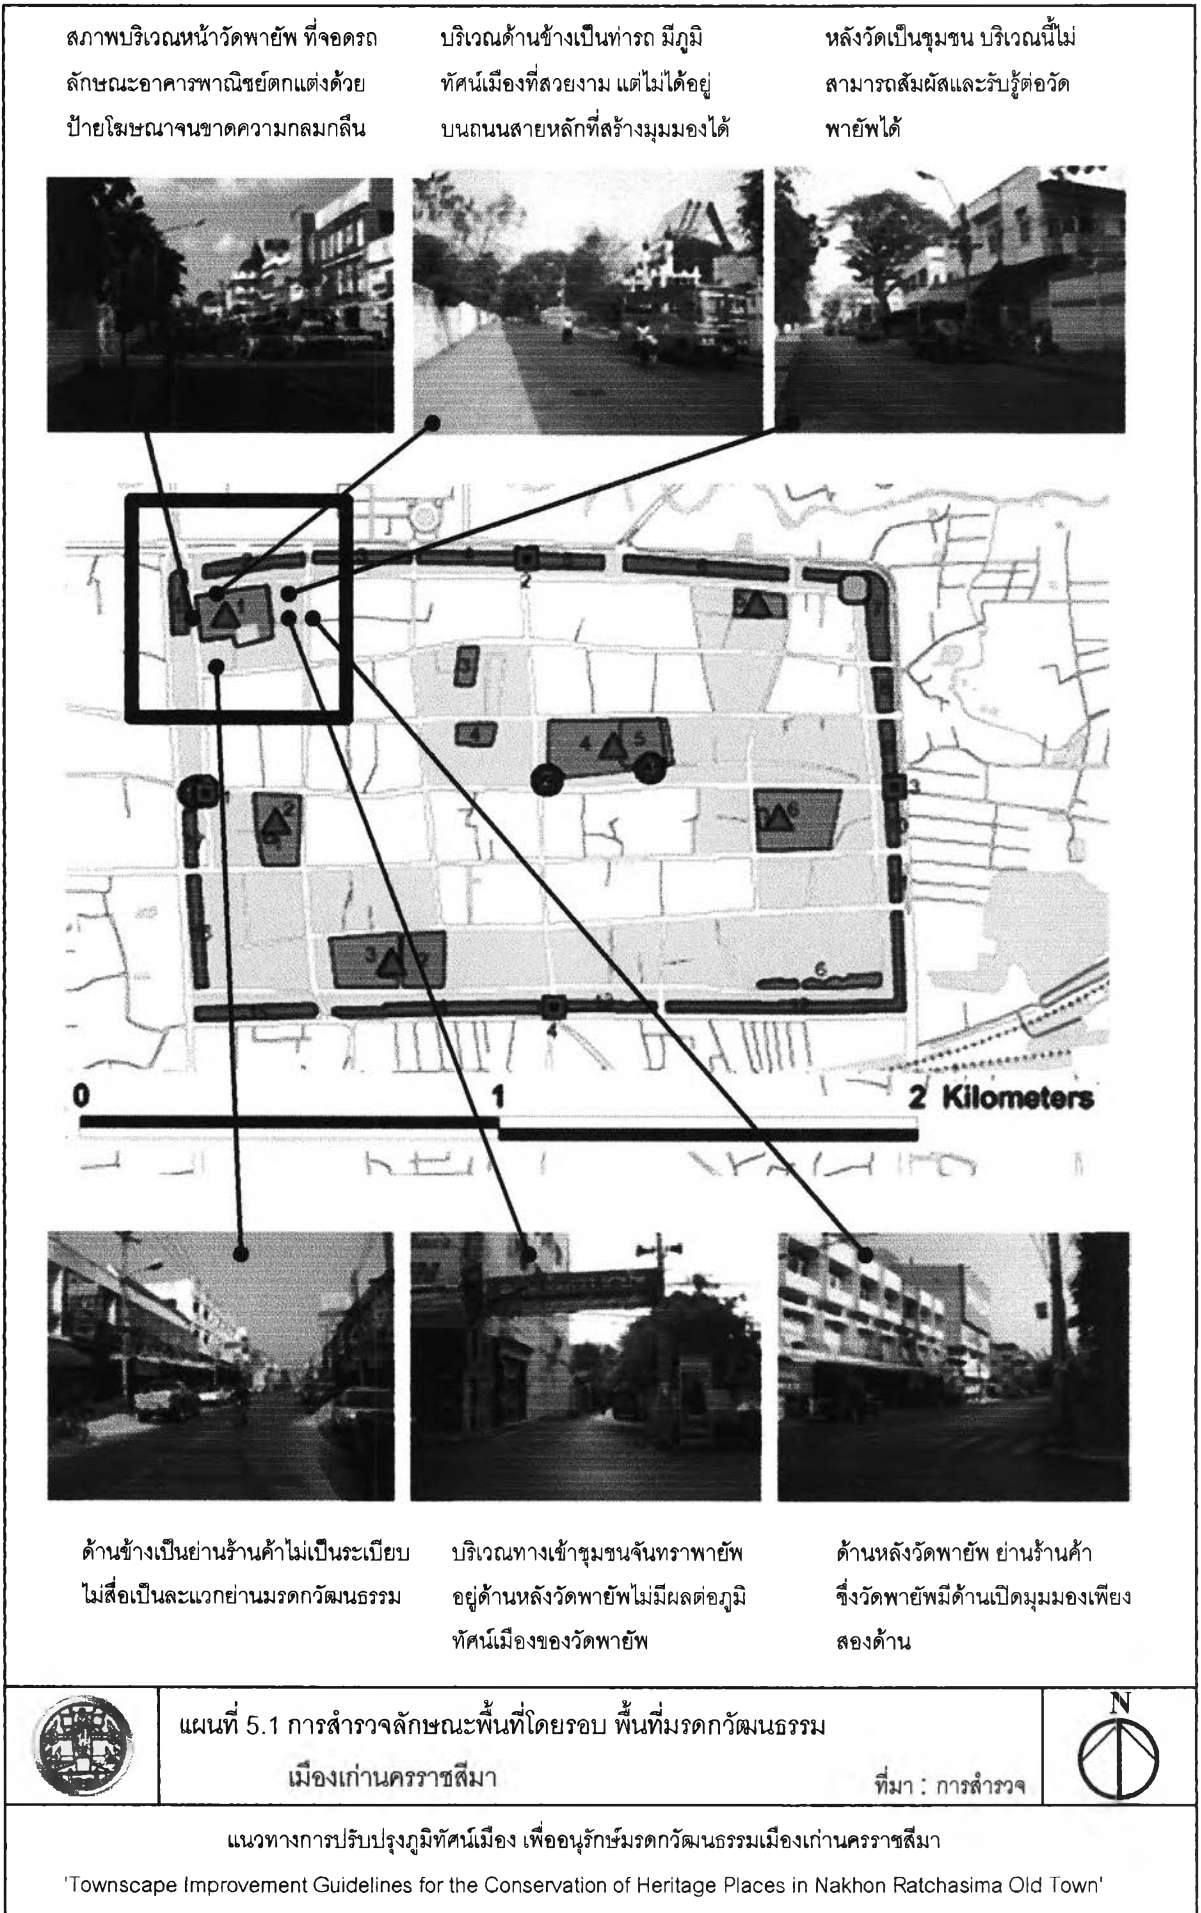 สภาพบริเวณหน้าวัดพายัพ ที่จอดรถ
ลักษณะอาคารพาณิชย์ตกแต่งด้วย
ป้ายโฆษณาจนขาดความกลมกลืน
บริเวณด้านข้างเป็นท่ารถ มีภูมิ
ทัศน์เมืองที่สวยงาม แต่ไม่ได้อยู่
บนถนนสายหลักที่สร้างมุมมองได้
หลังวัดเป็นชุมชน บริเวณนี้ไม่
สามารถสัมผัสและรับรู้ต่อวัด
พายัพได้
1
2
3
4
4
5
3
1
2
6
3
2
6
4
0 1 2 Kilometers
ด้านข้างเป็นย่านร้านค้าไม่เป็นระเบียบ
ไม่สื่อเป็นละแวกย่านมรดกวัฒนธรรม
บริเวณทางเข้าชุมชนจันทราพายัพ
อยู่ด้านหลังวัดพายัพไม่มีผลต่อภูมิ
ทัศน์เมืองของวัดพายัพ
ด้านหลังวัดพายัพ ย่านร้านค้า
ซึ่งวัดพายัพมีด้านเปิดมุมมองเพียง
สองด้าน
แผนที่ 5.1 การสำรวจลักษณะพื้นที่โดยรอบ พื้นที่มรดกวัฒนธรรม
เมืองเก่านครราชสีมา
ที่มา : การสำรวจ
N
แนวทางการปรับปรุงภูมิทัศน์เมือง เพื่ออนุรักษ์มรดกวัฒนธรรมเมืองเก่านครราชสีมา
'Townscape Improvement Guidelines for the Conservation of Heritage Places in Nakhon Ratchasima Old Town'